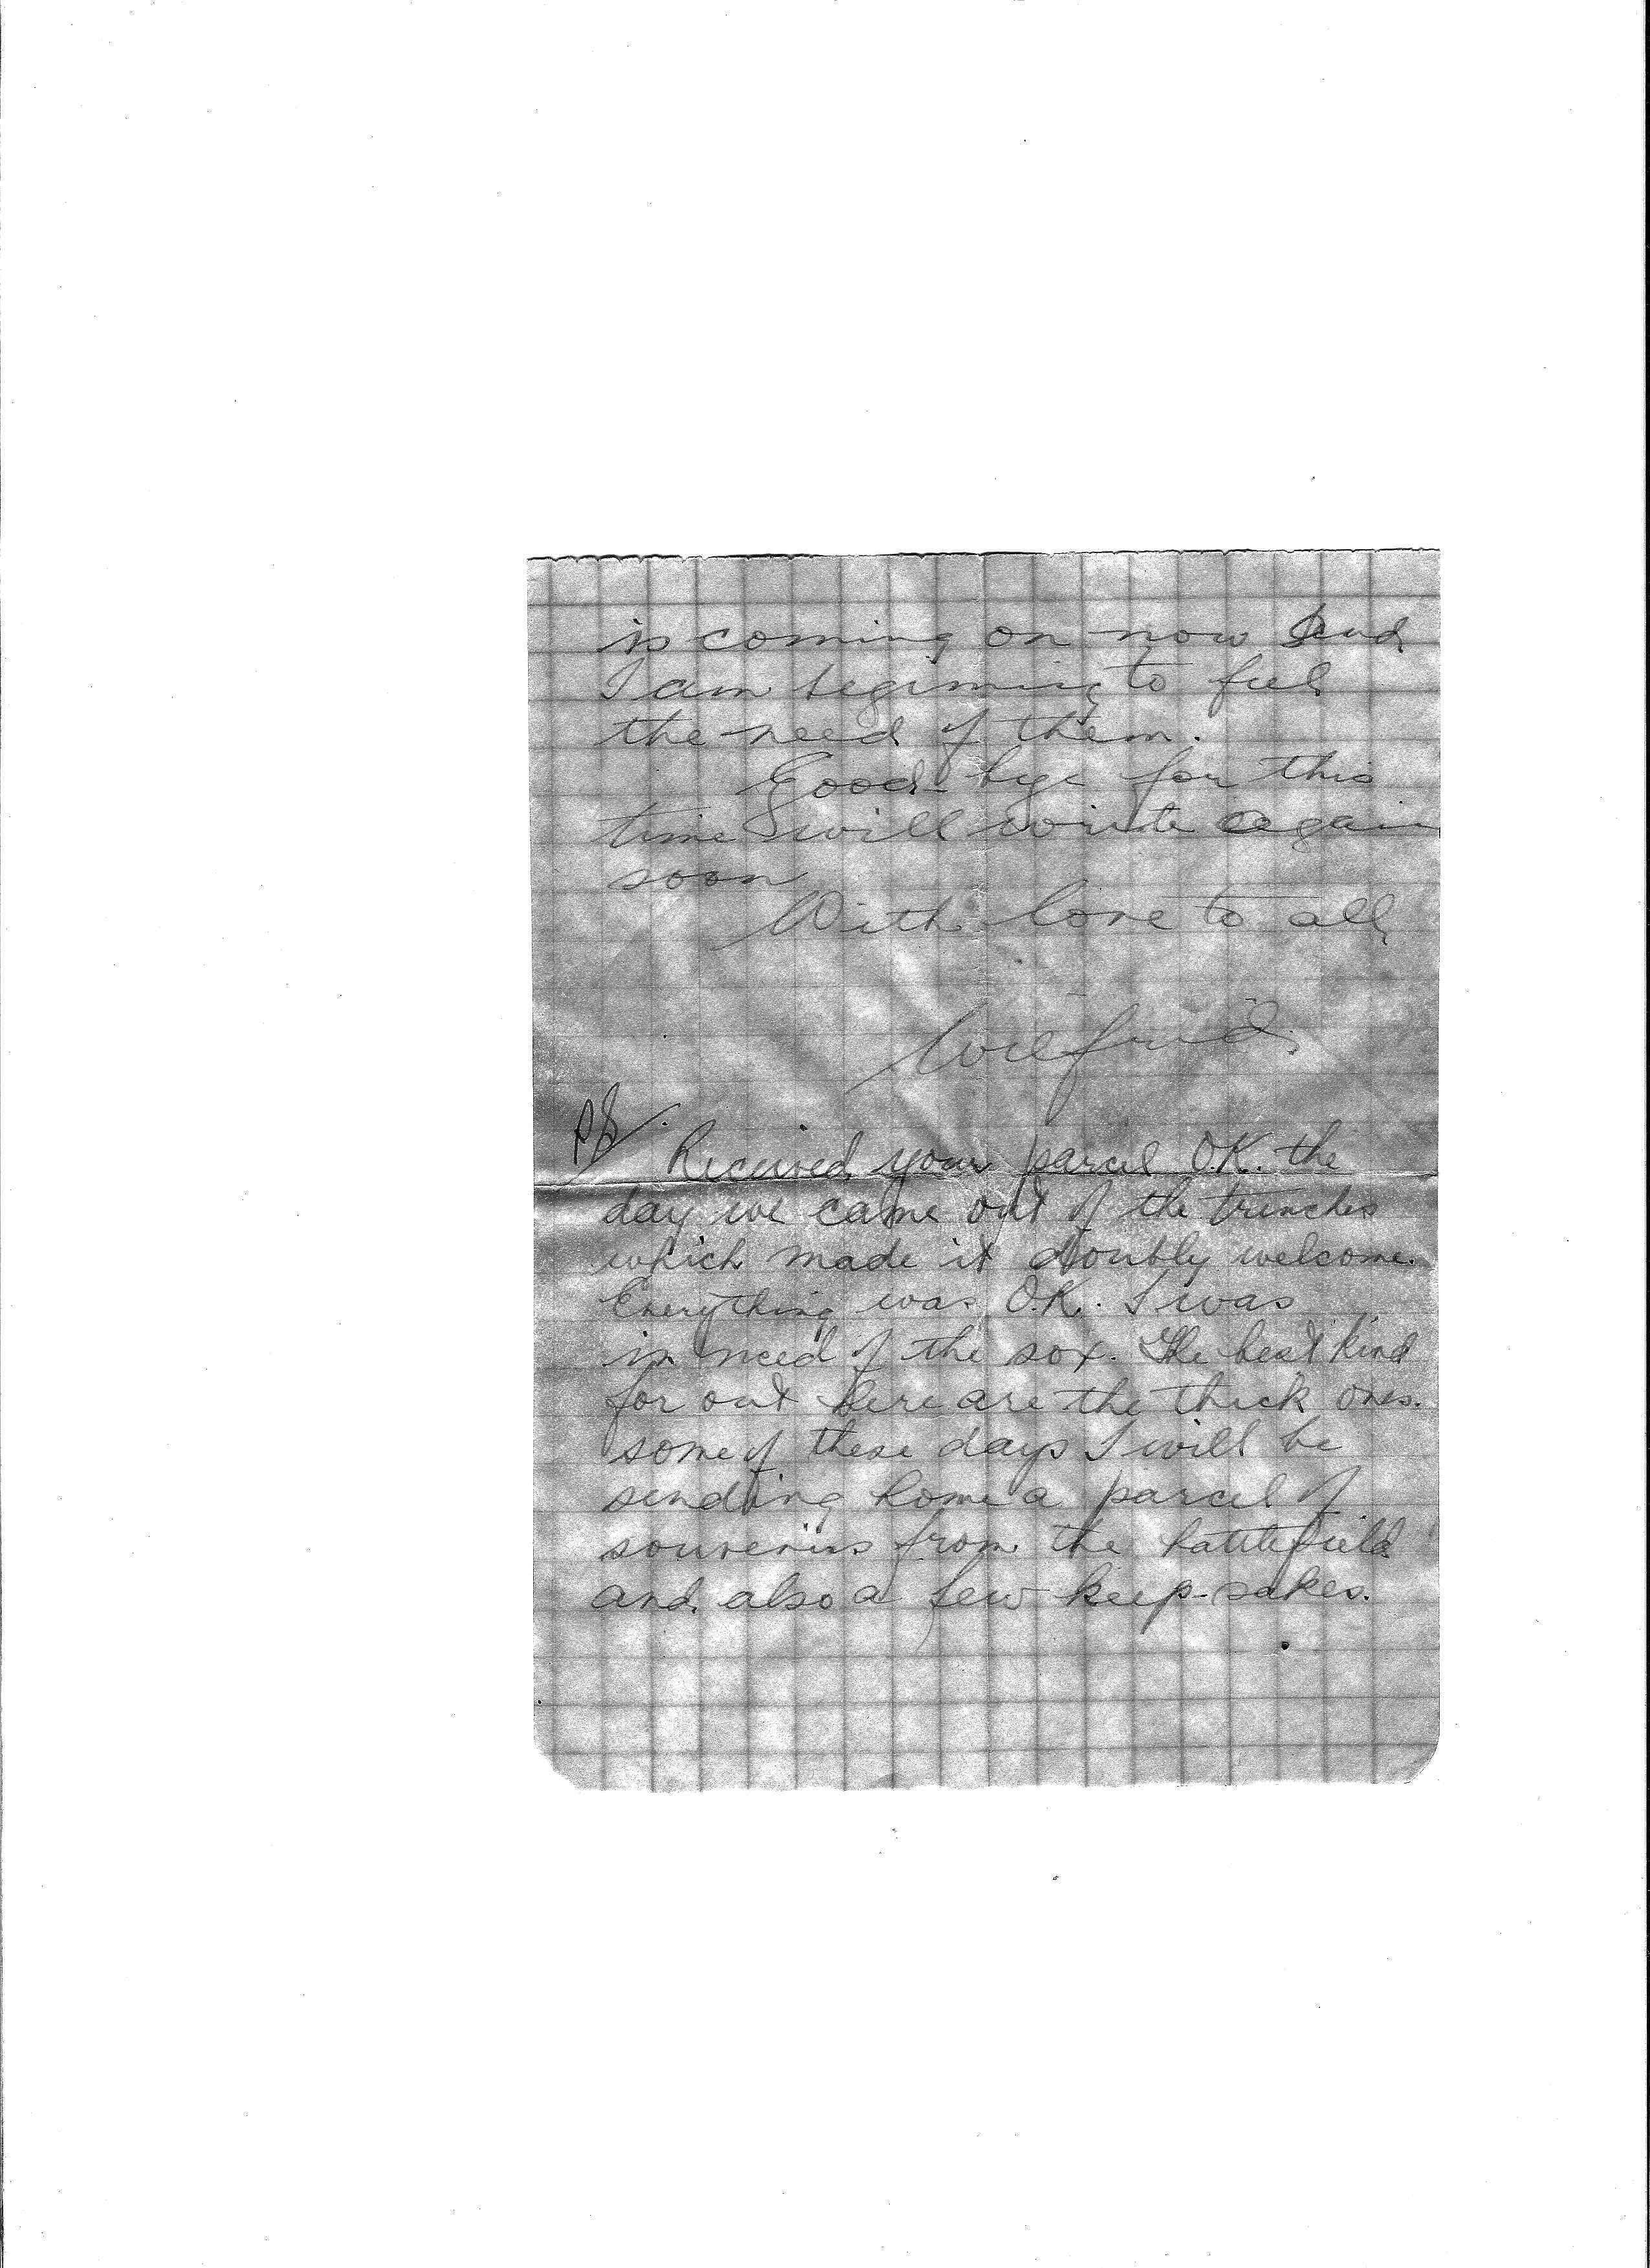 is coming on now and
I am beginning to feel
the need of them.
Good-bye for this
time will write again
soon
With love to all
Wilfrid.
PS.
Received your parcel O.K. the
day we came out of the trenches
which made it doubly welcome.
Everything was O.K. I was
in need of the sox. The best kind
for out here are the thick ones.
some of these days I will be
sending home a parcel of
souvenirs from the battlefield
and also a few keep-sakes.